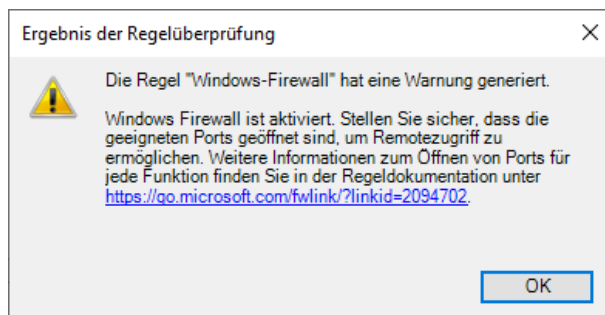 Ergebnis der Regelüberprüfung
Die Regel "Windows-Firewall" hat eine Warnung generiert.
Windows Firewall ist aktiviert. Stellen Sie sicher, dass die
geeigneten Ports geöffnet sind, um Remotezugriff zu
ermöglichen. Weitere Informationen zum Öffnen von Ports für
jede Funktion finden Sie in der Regeldokumentation unter
https://go.microsoft.com/fwlink/?linkid=2094702.
OK